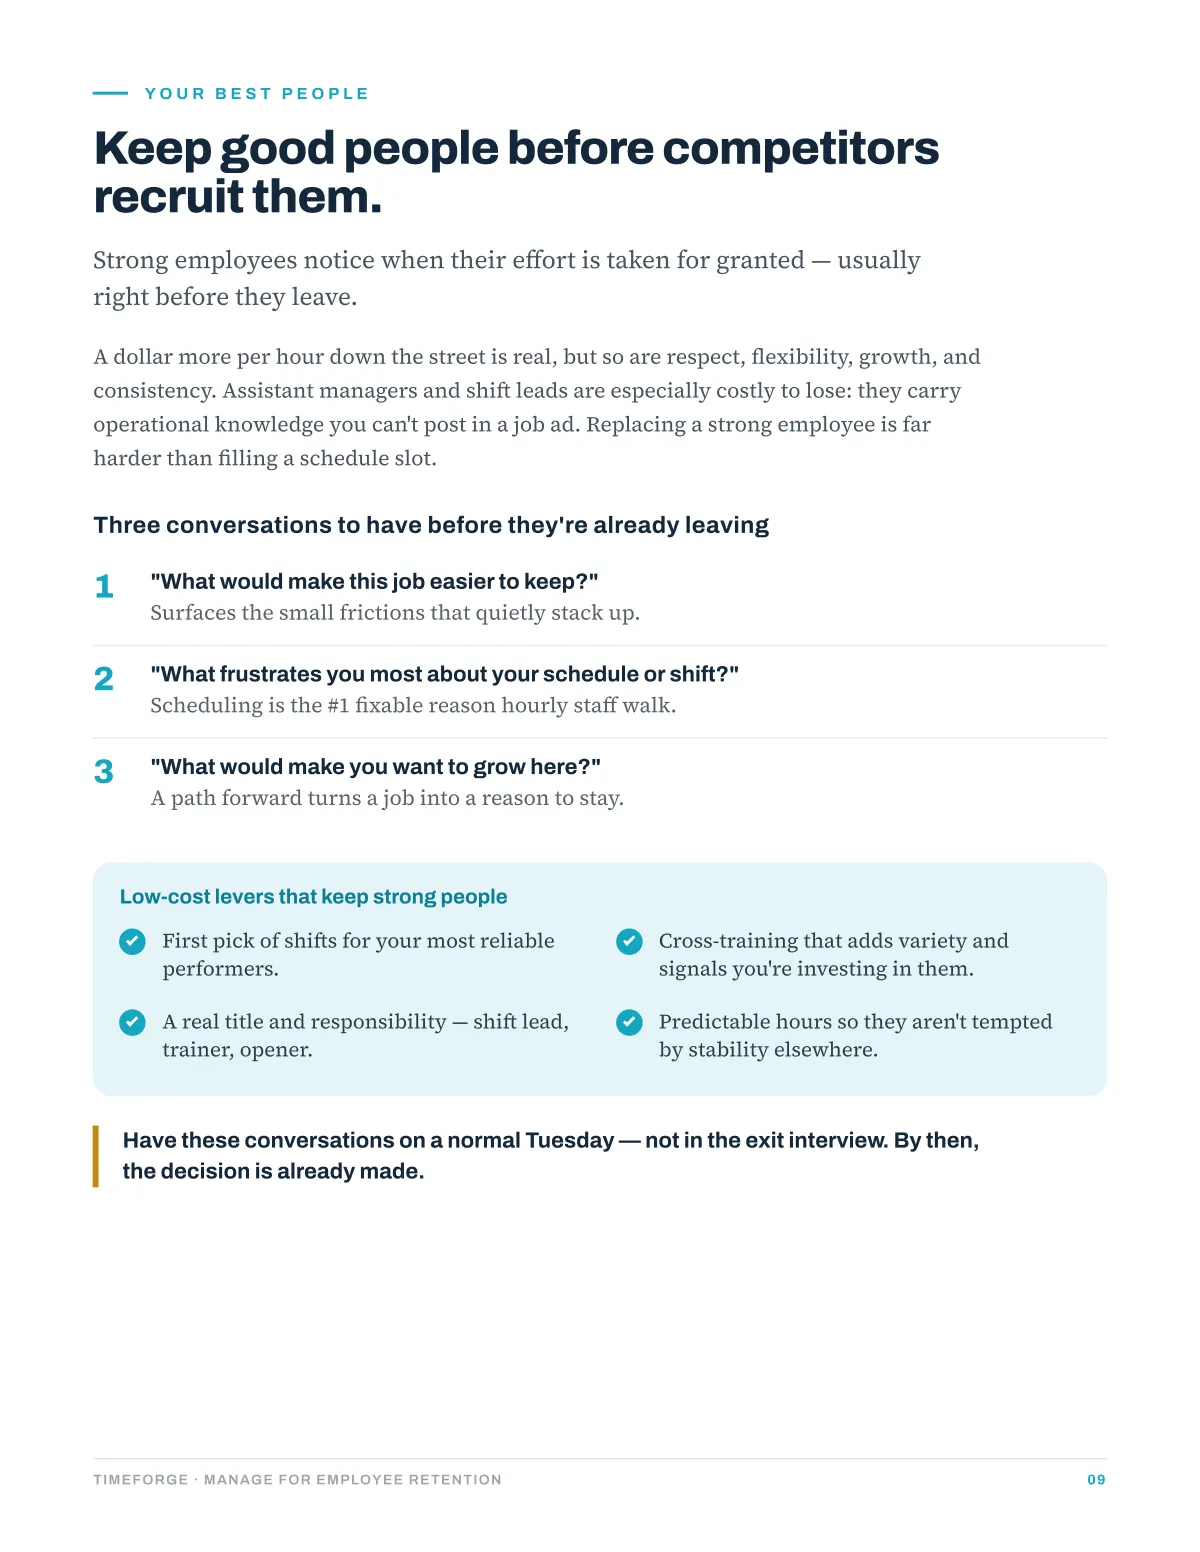 YOUR BEST PEOPLE
Keep good people before competitors
recruit them.
Strong employees notice when their effort is taken for granted — usually
right before they leave.
A dollar more per hour down the street is real, but so are respect, flexibility, growth, and
consistency. Assistant managers and shift leads are especially costly to lose: they carry
operational knowledge you can't post in a job ad. Replacing a strong employee is far
harder than filling a schedule slot.
Three conversations to have before they're already leaving
1 "What would make this job easier to keep?"
Surfaces the small frictions that quietly stack up.
2 "What frustrates you most about your schedule or shift?"
Scheduling is the #1 fixable reason hourly staff walk.
3 "What would make you want to grow here?"
A path forward turns a job into a reason to stay.
Low-cost levers that keep strong people
First pick of shifts for your most reliable
performers.
Cross-training that adds variety and
signals you're investing in them.
A real title and responsibility — shift lead,
trainer, opener.
Predictable hours so they aren't tempted
by stability elsewhere.
Have these conversations on a normal Tuesday — not in the exit interview. By then,
the decision is already made.
TIMEFORGE · MANAGE FOR EMPLOYEE RETENTION 09